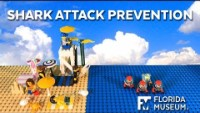 SHARK ATTACK PREVENTION
FLORIDA
MUSEUM